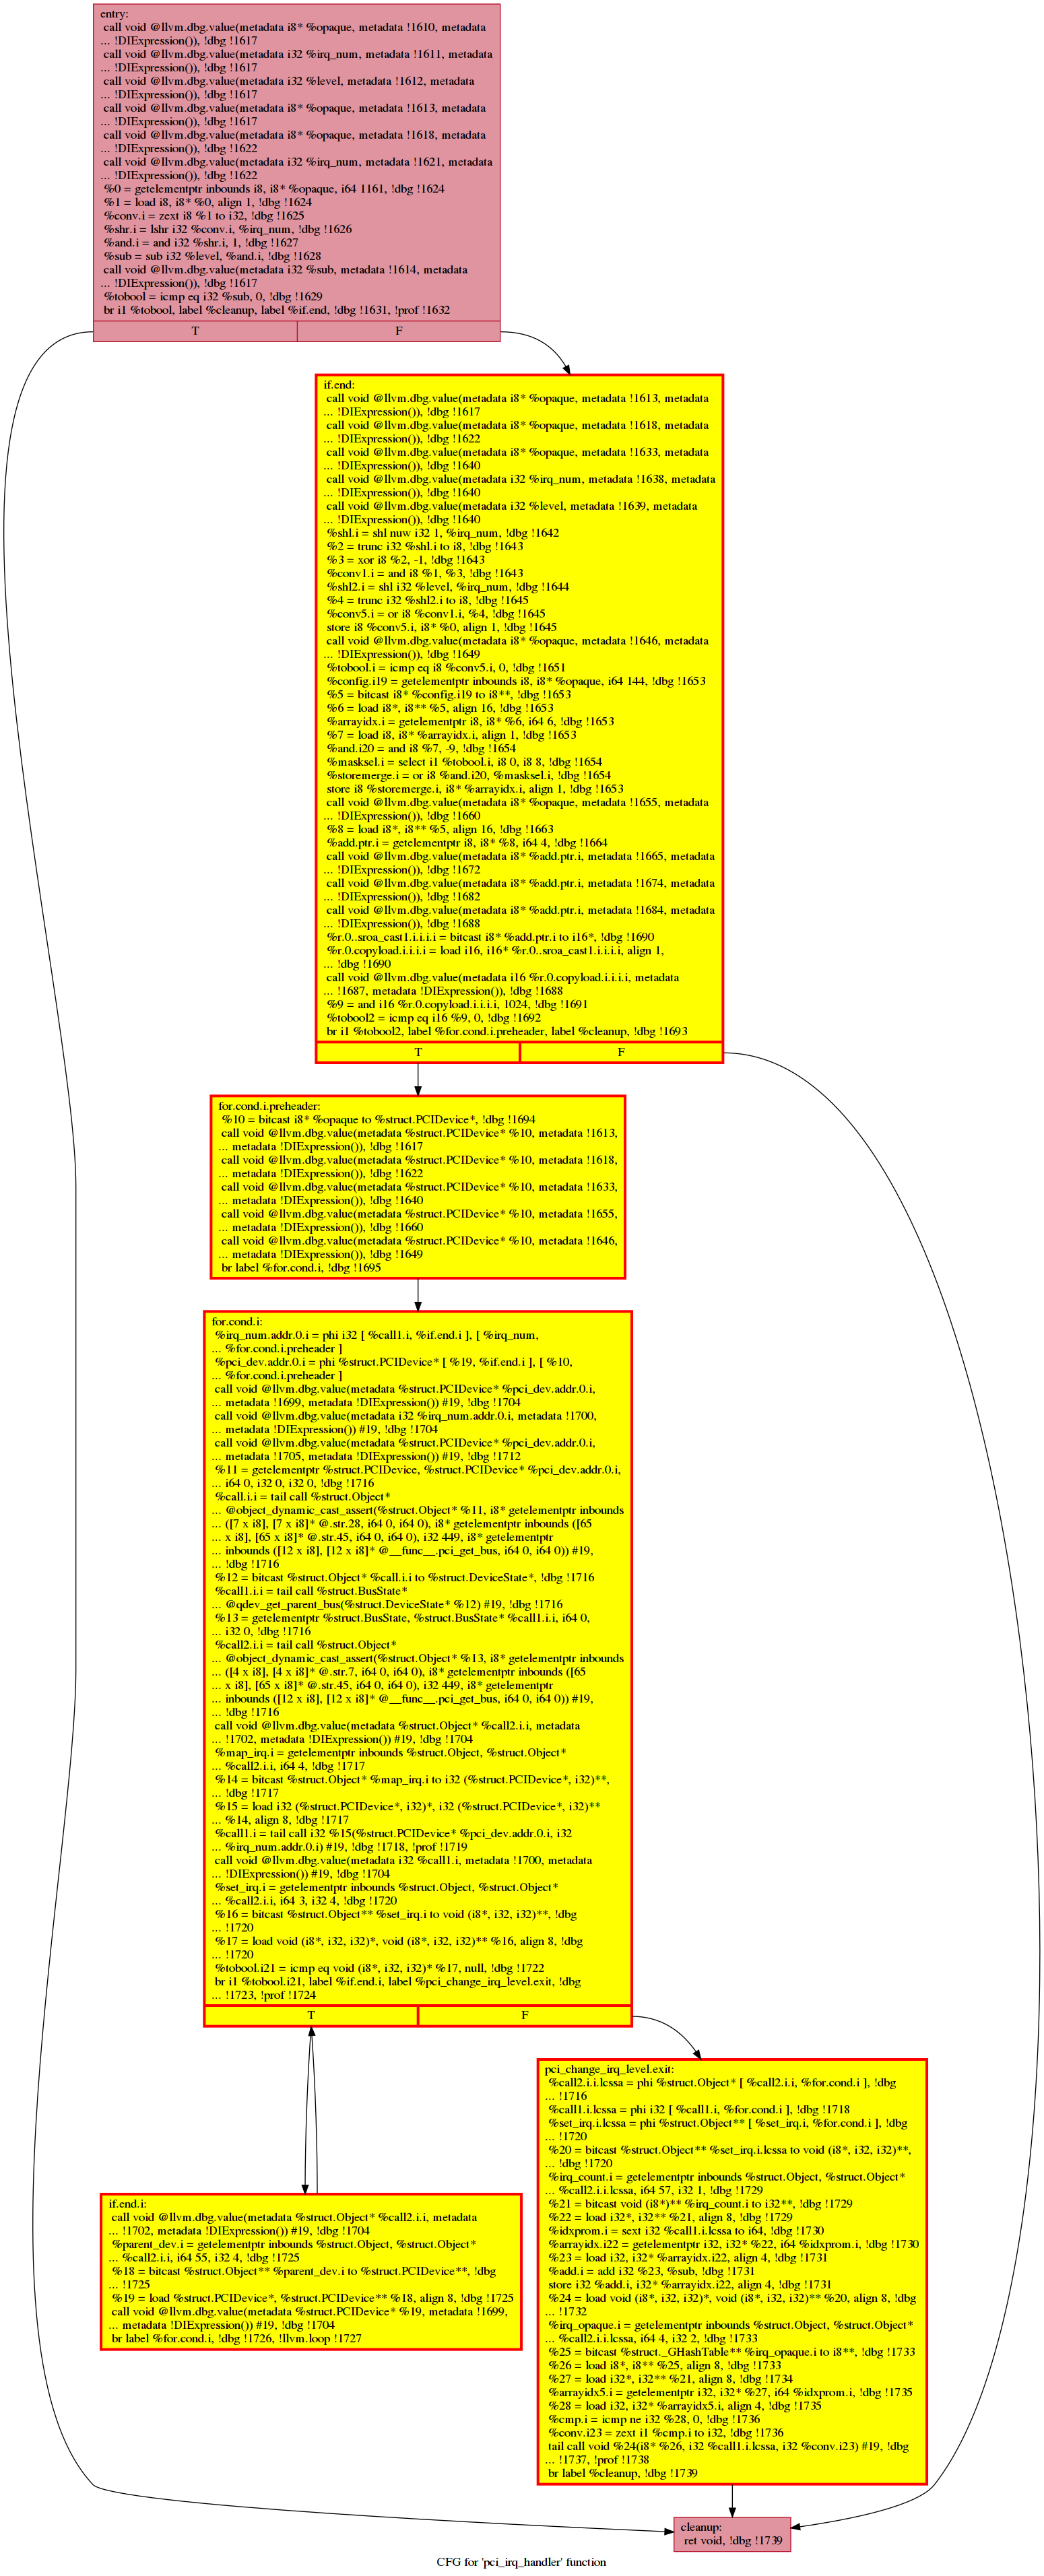 entry:
call void @llvm.dbg.value(metadata i8* %opaque, metadata !1610, metadata
... !DIExpression()), !dbg !1617
call void @llvm.dbg.value(metadata i32 %irq_num, metadata !1611, metadata
... !DIExpression()), !dbg !1617
call void @llvm.dbg.value(metadata i32 %level, metadata !1612, metadata
... !DIExpression()), !dbg !1617
call void @llvm.dbg.value(metadata i8* %opaque, metadata !1613, metadata
... !DIExpression()), !dbg !1617
call void @llvm.dbg.value(metadata i8* %opaque, metadata !1618, metadata
... !DIExpression()), !dbg !1622
call void @llvm.dbg.value(metadata i32 %irq_num, metadata !1621, metadata
... !DIExpression()), !dbg !1622
%0 = getelementptr inbounds i8, i8* %opaque, i64 1161, !dbg !1624
%1 = load i8, i8* %0, align 1, !dbg !1624
%conv.i = zext i8 %1 to i32, !dbg !1625
%shr.i = lshr i32 %conv.i, %irq_num, !dbg !1626
%and.i = and i32 %shr.i, 1, !dbg !1627
%sub = sub i32 %level, %and.i, !dbg !1628
call void @llvm.dbg.value(metadata i32 %sub, metadata !1614, metadata
... !DIExpression()), !dbg !1617
%tobool = icmp eq i32 %sub, 0, !dbg !1629
br i1 %tobool, label %cleanup, label %if.end, !dbg !1631, !prof !1632
T F
if.end:
call void @llvm.dbg.value(metadata i8* %opaque, metadata !1613, metadata
... !DIExpression()), !dbg !1617
call void @llvm.dbg.value(metadata i8* %opaque, metadata !1618, metadata
... !DIExpression()), !dbg !1622
call void @llvm.dbg.value(metadata i8* %opaque, metadata !1633, metadata
... !DIExpression()), !dbg !1640
call void @llvm.dbg.value(metadata i32 %irq_num, metadata !1638, metadata
... !DIExpression()), !dbg !1640
call void @llvm.dbg.value(metadata i32 %level, metadata !1639, metadata
... !DIExpression()), !dbg !1640
%shl.i = shl nuw i32 1, %irq_num, !dbg !1642
%2 = trunc i32 %shl.i to i8, !dbg !1643
%3 = xor i8 %2, -1, !dbg !1643
%conv1.i = and i8 %1, %3, !dbg !1643
%shl2.i = shl i32 %level, %irq_num, !dbg !1644
%4 = trunc i32 %shl2.i to i8, !dbg !1645
%conv5.i = or i8 %conv1.i, %4, !dbg !1645
store i8 %conv5.i, i8* %0, align 1, !dbg !1645
call void @llvm.dbg.value(metadata i8* %opaque, metadata !1646, metadata
... !DIExpression()), !dbg !1649
%tobool.i = icmp eq i8 %conv5.i, 0, !dbg !1651
%config.i19 = getelementptr inbounds i8, i8* %opaque, i64 144, !dbg !1653
%5 = bitcast i8* %config.i19 to i8**, !dbg !1653
%6 = load i8*, i8** %5, align 16, !dbg !1653
%arrayidx.i = getelementptr i8, i8* %6, i64 6, !dbg !1653
%7 = load i8, i8* %arrayidx.i, align 1, !dbg !1653
%and.i20 = and i8 %7, -9, !dbg !1654
%masksel.i = select i1 %tobool.i, i8 0, i8 8, !dbg !1654
%storemerge.i = or i8 %and.i20, %masksel.i, !dbg !1654
store i8 %storemerge.i, i8* %arrayidx.i, align 1, !dbg !1653
call void @llvm.dbg.value(metadata i8* %opaque, metadata !1655, metadata
... !DIExpression()), !dbg !1660
%8 = load i8*, i8** %5, align 16, !dbg !1663
%add.ptr.i = getelementptr i8, i8* %8, i64 4, !dbg !1664
call void @llvm.dbg.value(metadata i8* %add.ptr.i, metadata !1665, metadata
... !DIExpression()), !dbg !1672
call void @llvm.dbg.value(metadata i8* %add.ptr.i, metadata !1674, metadata
... !DIExpression()), !dbg !1682
call void @llvm.dbg.value(metadata i8* %add.ptr.i, metadata !1684, metadata
... !DIExpression()), !dbg !1688
%r.0..sroa_cast1.i.i.i.i = bitcast i8* %add.ptr.i to i16*, !dbg !1690
%r.0.copyload.i.i.i.i = load i16, i16* %r.0..sroa_cast1.i.i.i.i, align 1,
... !dbg !1690
call void @llvm.dbg.value(metadata i16 %r.0.copyload.i.i.i.i, metadata
... !1687, metadata !DIExpression()), !dbg !1688
%9 = and i16 %r.0.copyload.i.i.i.i, 1024, !dbg !1691
%tobool2 = icmp eq i16 %9, 0, !dbg !1692
br i1 %tobool2, label %for.cond.i.preheader, label %cleanup, !dbg !1693
T F
for.cond.i.preheader:
%10 = bitcast i8* %opaque to %struct.PCIDevice*, !dbg !1694
call void @llvm.dbg.value(metadata %struct.PCIDevice* %10, metadata !1613,
... metadata !DIExpression()), !dbg !1617
call void @llvm.dbg.value(metadata %struct.PCIDevice* %10, metadata !1618,
... metadata !DIExpression()), !dbg !1622
call void @llvm.dbg.value(metadata %struct.PCIDevice* %10, metadata !1633,
... metadata !DIExpression()), !dbg !1640
call void @llvm.dbg.value(metadata %struct.PCIDevice* %10, metadata !1655,
... metadata !DIExpression()), !dbg !1660
call void @llvm.dbg.value(metadata %struct.PCIDevice* %10, metadata !1646,
... metadata !DIExpression()), !dbg !1649
br label %for.cond.i, !dbg !1695
for.cond.i:
%irq_num.addr.0.i = phi i32 [ %call1.i, %if.end.i ], [ %irq_num,
... %for.cond.i.preheader ]
%pci_dev.addr.0.i = phi %struct.PCIDevice* [ %19, %if.end.i ], [ %10,
... %for.cond.i.preheader ]
call void @llvm.dbg.value(metadata %struct.PCIDevice* %pci_dev.addr.0.i,
... metadata !1699, metadata !DIExpression()) #19, !dbg !1704
call void @llvm.dbg.value(metadata i32 %irq_num.addr.0.i, metadata !1700,
... metadata !DIExpression()) #19, !dbg !1704
call void @llvm.dbg.value(metadata %struct.PCIDevice* %pci_dev.addr.0.i,
... metadata !1705, metadata !DIExpression()) #19, !dbg !1712
%11 = getelementptr %struct.PCIDevice, %struct.PCIDevice* %pci_dev.addr.0.i,
... i64 0, i32 0, i32 0, !dbg !1716
%call.i.i = tail call %struct.Object*
... @object_dynamic_cast_assert(%struct.Object* %11, i8* getelementptr inbounds
... ([7 x i8], [7 x i8]* @.str.28, i64 0, i64 0), i8* getelementptr inbounds ([65
... x i8], [65 x i8]* @.str.45, i64 0, i64 0), i32 449, i8* getelementptr
... inbounds ([12 x i8], [12 x i8]* @__func__.pci_get_bus, i64 0, i64 0)) #19,
... !dbg !1716
%12 = bitcast %struct.Object* %call.i.i to %struct.DeviceState*, !dbg !1716
%call1.i.i = tail call %struct.BusState*
... @qdev_get_parent_bus(%struct.DeviceState* %12) #19, !dbg !1716
%13 = getelementptr %struct.BusState, %struct.BusState* %call1.i.i, i64 0,
... i32 0, !dbg !1716
%call2.i.i = tail call %struct.Object*
... @object_dynamic_cast_assert(%struct.Object* %13, i8* getelementptr inbounds
... ([4 x i8], [4 x i8]* @.str.7, i64 0, i64 0), i8* getelementptr inbounds ([65
... x i8], [65 x i8]* @.str.45, i64 0, i64 0), i32 449, i8* getelementptr
... inbounds ([12 x i8], [12 x i8]* @__func__.pci_get_bus, i64 0, i64 0)) #19,
... !dbg !1716
call void @llvm.dbg.value(metadata %struct.Object* %call2.i.i, metadata
... !1702, metadata !DIExpression()) #19, !dbg !1704
%map_irq.i = getelementptr inbounds %struct.Object, %struct.Object*
... %call2.i.i, i64 4, !dbg !1717
%14 = bitcast %struct.Object* %map_irq.i to i32 (%struct.PCIDevice*, i32)**,
... !dbg !1717
%15 = load i32 (%struct.PCIDevice*, i32)*, i32 (%struct.PCIDevice*, i32)**
... %14, align 8, !dbg !1717
%call1.i = tail call i32 %15(%struct.PCIDevice* %pci_dev.addr.0.i, i32
... %irq_num.addr.0.i) #19, !dbg !1718, !prof !1719
call void @llvm.dbg.value(metadata i32 %call1.i, metadata !1700, metadata
... !DIExpression()) #19, !dbg !1704
%set_irq.i = getelementptr inbounds %struct.Object, %struct.Object*
... %call2.i.i, i64 3, i32 4, !dbg !1720
%16 = bitcast %struct.Object** %set_irq.i to void (i8*, i32, i32)**, !dbg
... !1720
%17 = load void (i8*, i32, i32)*, void (i8*, i32, i32)** %16, align 8, !dbg
... !1720
%tobool.i21 = icmp eq void (i8*, i32, i32)* %17, null, !dbg !1722
br i1 %tobool.i21, label %if.end.i, label %pci_change_irq_level.exit, !dbg
... !1723, !prof !1724
T F
pci_change_irq_level.exit:
%call2.i.i.lcssa = phi %struct.Object* [ %call2.i.i, %for.cond.i ], !dbg
... !1716
%call1.i.lcssa = phi i32 [ %call1.i, %for.cond.i ], !dbg !1718
%set_irq.i.lcssa = phi %struct.Object** [ %set_irq.i, %for.cond.i ], !dbg
... !1720
%20 = bitcast %struct.Object** %set_irq.i.lcssa to void (i8*, i32, i32)**,
... !dbg !1720
%irq_count.i = getelementptr inbounds %struct.Object, %struct.Object*
... %call2.i.i.lcssa, i64 57, i32 1, !dbg !1729
%21 = bitcast void (i8*)** %irq_count.i to i32**, !dbg !1729
%22 = load i32*, i32** %21, align 8, !dbg !1729
%idxprom.i = sext i32 %call1.i.lcssa to i64, !dbg !1730
%arrayidx.i22 = getelementptr i32, i32* %22, i64 %idxprom.i, !dbg !1730
%23 = load i32, i32* %arrayidx.i22, align 4, !dbg !1731
%add.i = add i32 %23, %sub, !dbg !1731
store i32 %add.i, i32* %arrayidx.i22, align 4, !dbg !1731
%24 = load void (i8*, i32, i32)*, void (i8*, i32, i32)** %20, align 8, !dbg
... !1732
%irq_opaque.i = getelementptr inbounds %struct.Object, %struct.Object*
... %call2.i.i.lcssa, i64 4, i32 2, !dbg !1733
%25 = bitcast %struct._GHashTable** %irq_opaque.i to i8**, !dbg !1733
%26 = load i8*, i8** %25, align 8, !dbg !1733
%27 = load i32*, i32** %21, align 8, !dbg !1734
%arrayidx5.i = getelementptr i32, i32* %27, i64 %idxprom.i, !dbg !1735
%28 = load i32, i32* %arrayidx5.i, align 4, !dbg !1735
%cmp.i = icmp ne i32 %28, 0, !dbg !1736
%conv.i23 = zext i1 %cmp.i to i32, !dbg !1736
tail call void %24(i8* %26, i32 %call1.i.lcssa, i32 %conv.i23) #19, !dbg
... !1737, !prof !1738
br label %cleanup, !dbg !1739
if.end.i:
call void @llvm.dbg.value(metadata %struct.Object* %call2.i.i, metadata
... !1702, metadata !DIExpression()) #19, !dbg !1704
%parent_dev.i = getelementptr inbounds %struct.Object, %struct.Object*
... %call2.i.i, i64 55, i32 4, !dbg !1725
%18 = bitcast %struct.Object** %parent_dev.i to %struct.PCIDevice**, !dbg
... !1725
%19 = load %struct.PCIDevice*, %struct.PCIDevice** %18, align 8, !dbg !1725
call void @llvm.dbg.value(metadata %struct.PCIDevice* %19, metadata !1699,
... metadata !DIExpression()) #19, !dbg !1704
br label %for.cond.i, !dbg !1726, !llvm.loop !1727
cleanup:
ret void, !dbg !1739
CFG for 'pci_irq_handler' function